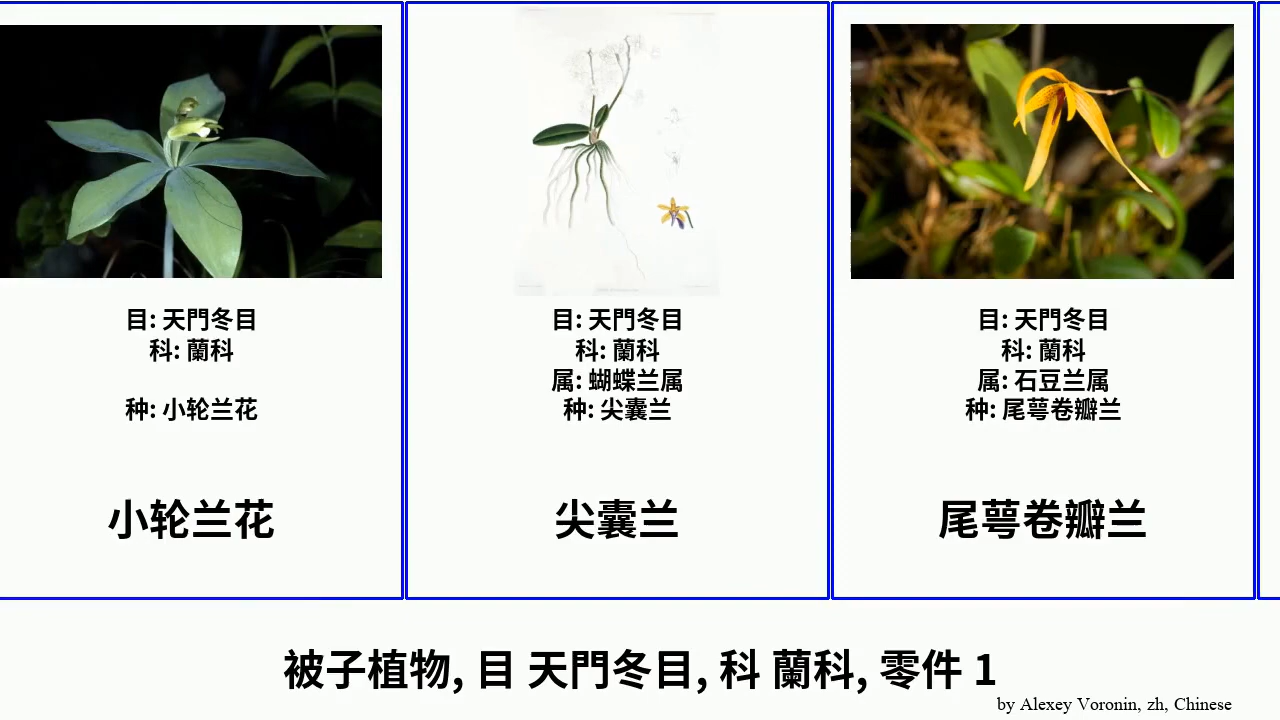 目: 天門冬目
科: 蘭科
种: 小轮兰花
小轮兰花
目: 天門冬目
科: 蘭科
属: 蝴蝶兰属
种: 尖囊兰
尖囊兰
目: 天門冬目
科: 蘭科
属: 石豆兰属
种: 尾萼卷瓣兰
尾萼卷瓣兰
被子植物, 目 天門冬目, 科 蘭科, 零件 1
by Alexey Voronin, zh, Chinese